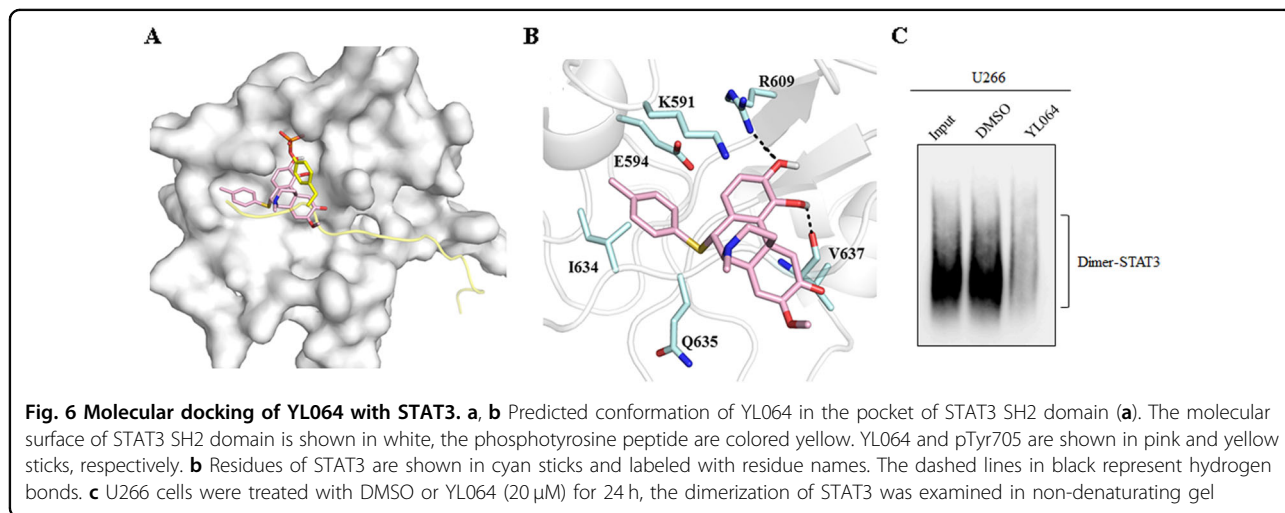 A
B
C
R609
K591
E594
I634
V637
Q635
U266
Input DMSO YL064
Dimer-STAT3
Fig. 6 Molecular docking of YL064 with STAT3. a, b Predicted conformation of YL064 in the pocket of STAT3 SH2 domain (a). The molecular
surface of STAT3 SH2 domain is shown in white, the phosphotyrosine peptide are colored yellow. YL064 and pTyr705 are shown in pink and yellow
sticks, respectively. b Residues of STAT3 are shown in cyan sticks and labeled with residue names. The dashed lines in black represent hydrogen
bonds. c U266 cells were treated with DMSO or YL064 (20 μM) for 24 h, the dimerization of STAT3 was examined in non-denaturating gel